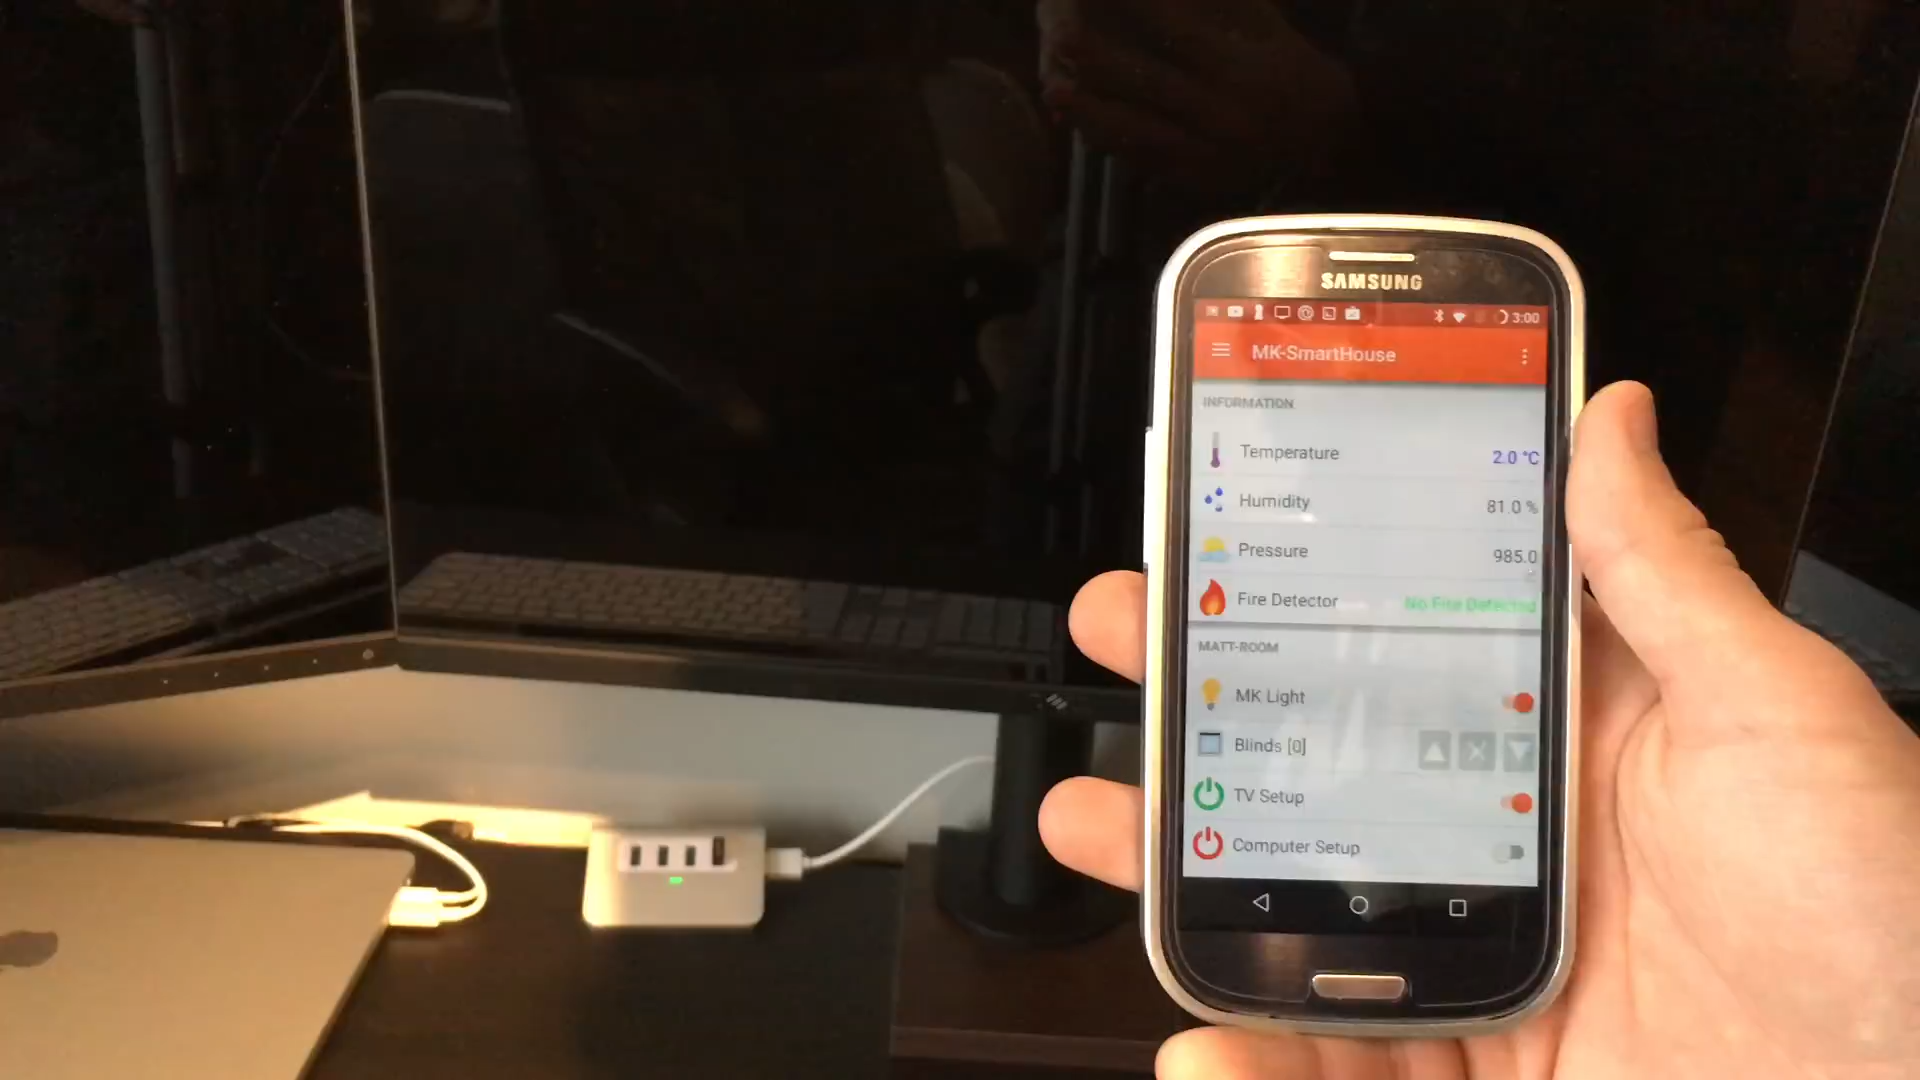 SAMSUNG
3:00
MK-SmartHouse
INFORMATION
Temperature 2.0 °C
Humidity 81.0 %
Pressure 985.0
Fire Detector No Fire Detected
MATT-ROOM
MK Light
Blinds [0]
TV Setup
Computer Setup